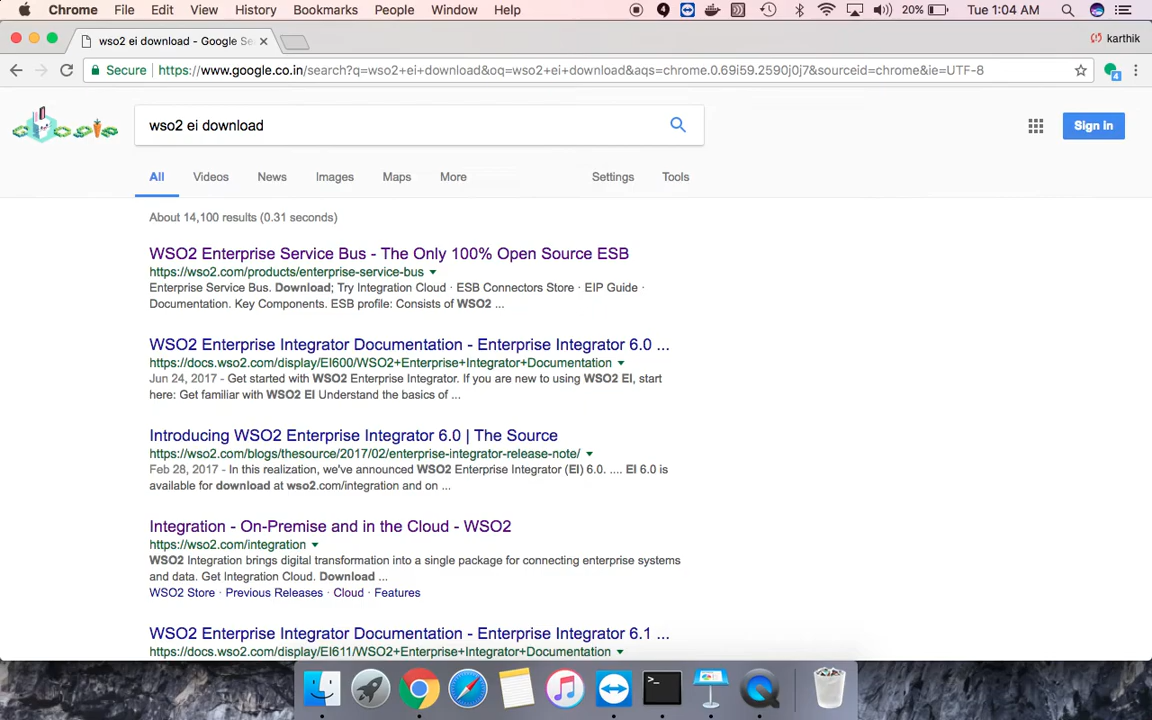 Chrome File Edit View History Bookmarks People Window Help 20% Tue 1:04 AM
wso2 ei download - Google Se
karthik
Secure https://www.google.co.in/search?q=wso2+ei+download&oq=wso2+ei+download&aqs=chrome.0.69i59.2590j0j7&sourceid=chrome&ie=UTF-8
4
wso2 ei download
Sign in
All Videos News Images Maps More Settings Tools
About 14,100 results (0.31 seconds)
WSO2 Enterprise Service Bus - The Only 100% Open Source ESB
https://wso2.com/products/enterprise-service-bus
Enterprise Service Bus. Download; Try Integration Cloud · ESB Connectors Store · EIP Guide ·
Documentation. Key Components. ESB profile: Consists of WSO2 ...
WSO2 Enterprise Integrator Documentation - Enterprise Integrator 6.0 ...
https://docs.wso2.com/display/EI600/WSO2+Enterprise+Integrator+Documentation
Jun 24, 2017 - Get started with WSO2 Enterprise Integrator. If you are new to using WSO2 EI, start
here: Get familiar with WSO2 EI Understand the basics of ...
Introducing WSO2 Enterprise Integrator 6.0 | The Source
https://wso2.com/blogs/thesource/2017/02/enterprise-integrator-release-note/
Feb 28, 2017 - In this realization, we've announced WSO2 Enterprise Integrator (EI) 6.0. .... EI 6.0 is
available for download at wso2.com/integration and on ...
Integration - On-Premise and in the Cloud - WSO2
https://wso2.com/integration
WSO2 Integration brings digital transformation into a single package for connecting enterprise systems
and data. Get Integration Cloud. Download ...
WSO2 Store · Previous Releases · Cloud · Features
WSO2 Enterprise Integrator Documentation - Enterprise Integrator 6.1 ...
https://docs.wso2.com/display/EI611/WSO2+Enterprise+Integrator+Documentation